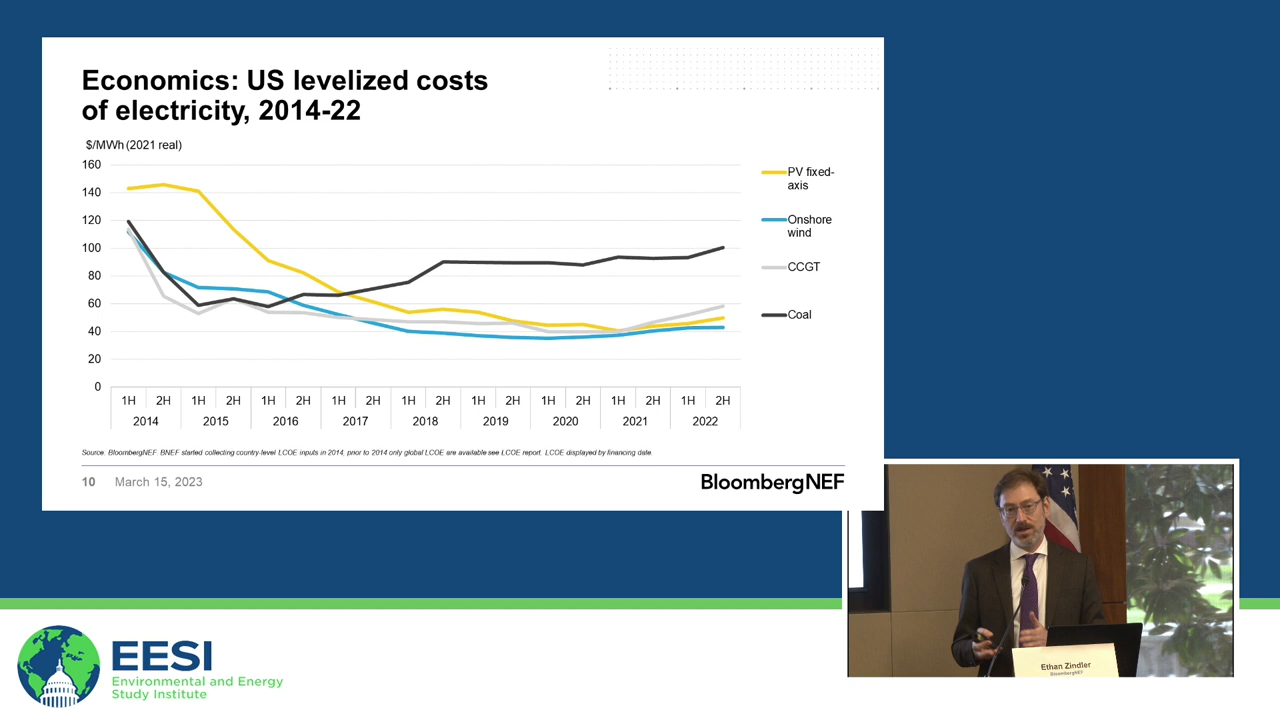 Economics: US levelized costs
of electricity, 2014-22
$/MWh (2021 real)
160
140
120
100
80
60
40
20
0
1H 2H 1H 2H 1H 2H 1H 2H 1H 2H 1H 2H 1H 2H 1H 2H 1H 2H
2014 2015 2016 2017 2018 2019 2020 2021 2022
PV fixed-
axis
Onshore
wind
CCGT
Coal
Source. BloombergNEF. BNEF started collecting country-level LCOE inputs in 2014, prior to 2014 only global LCOE are available see LCOE report. LCOE displayed by financing date.
10 March 15, 2023
BloombergNEF
Ethan Zindler
BloombergNEF
EESI
Environmental and Energy
Study Institute